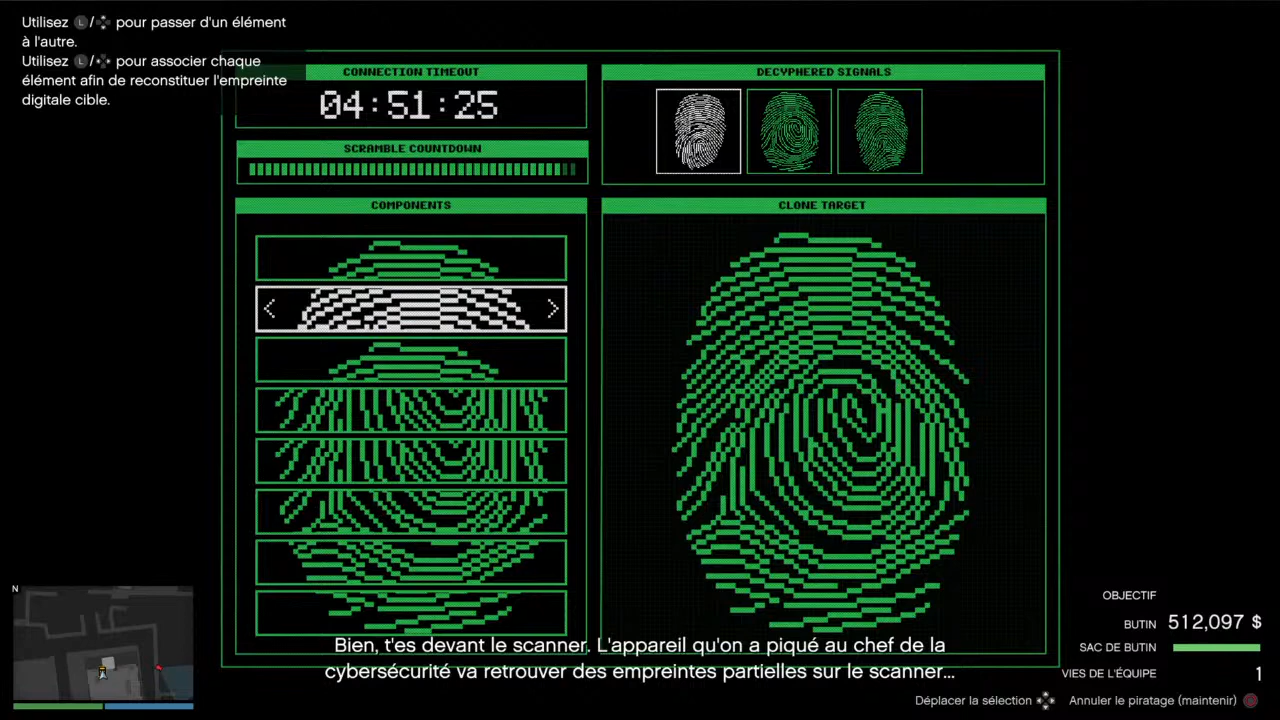 Utilisez L/ pour passer d'un élément
à l'autre.
Utilisez L/ pour associer chaque
élément afin de reconstituer l'empreinte
digitale cible.
CONNECTION TIMEOUT
04:51:25
DECYPHERED SIGNALS
SCRAMBLE COUNTDOWN
COMPONENTS
CLONE TARGET
N
OBJECTIF
BUTIN 512,097 $
SAC DE BUTIN
VIES DE L'ÉQUIPE 1
Bien, t'es devant le scanner. L'appareil qu'on a piqué au chef de la
cybersécurité va retrouver des empreintes partielles sur le scanner...
Déplacer la sélection Annuler le piratage (maintenir)